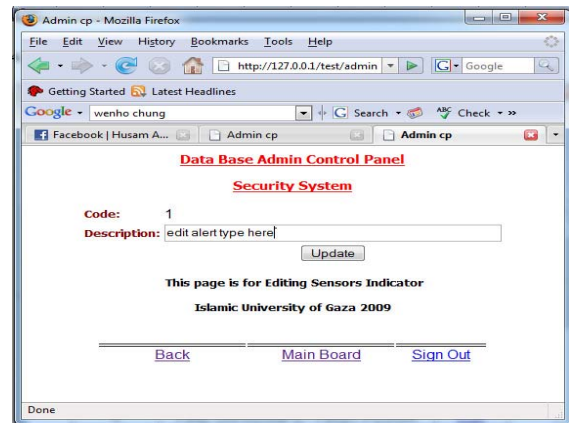 Admin cp - Mozilla Firefox
File Edit View History Bookmarks Tools Help
http://127.0.0.1/test/admin G Google
Getting Started Latest Headlines
Google wenho chung G Search ABC Check »
Facebook | Husam A... Admin cp Admin cp
Data Base Admin Control Panel
Security System
Code: 1
Description: edit alert type here
Update
This page is for Editing Sensors Indicator
Islamic University of Gaza 2009
Back Main Board Sign Out
Done